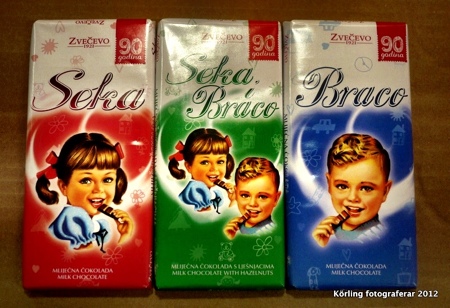 ZVEČEVO
1921
90
godina
Seka
MLIJEČNA ČOKOLADA
MILK CHOCOLATE
ZVEČEVO
1921
90
godina
Seka
Braco
MLIJEČNA ČOKOLADA S LJEŠNJACIMA
MILK CHOCOLATE WITH HAZELNUTS
ZVEČEVO
1921
90
godina
Braco
MLIJEČNA ČOKOLADA
MILK CHOCOLATE
Körling fotograferar 2012